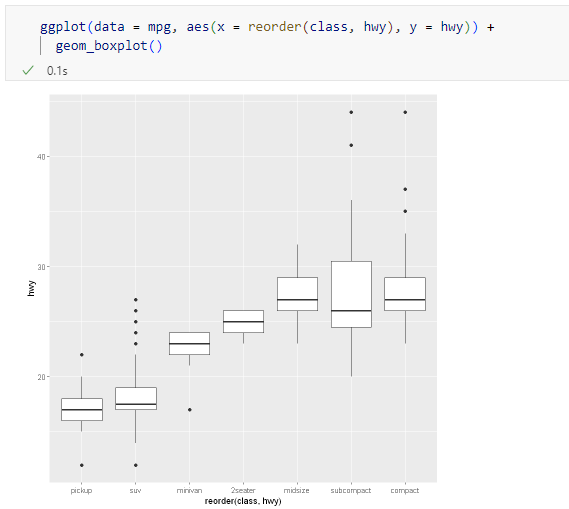 ggplot(data = mpg, aes(x = reorder(class, hwy), y = hwy)) +
geom_boxplot()
0.1s
40
30
20
hwy
pickup suv minivan 2seater midsize subcompact compact
reorder(class, hwy)